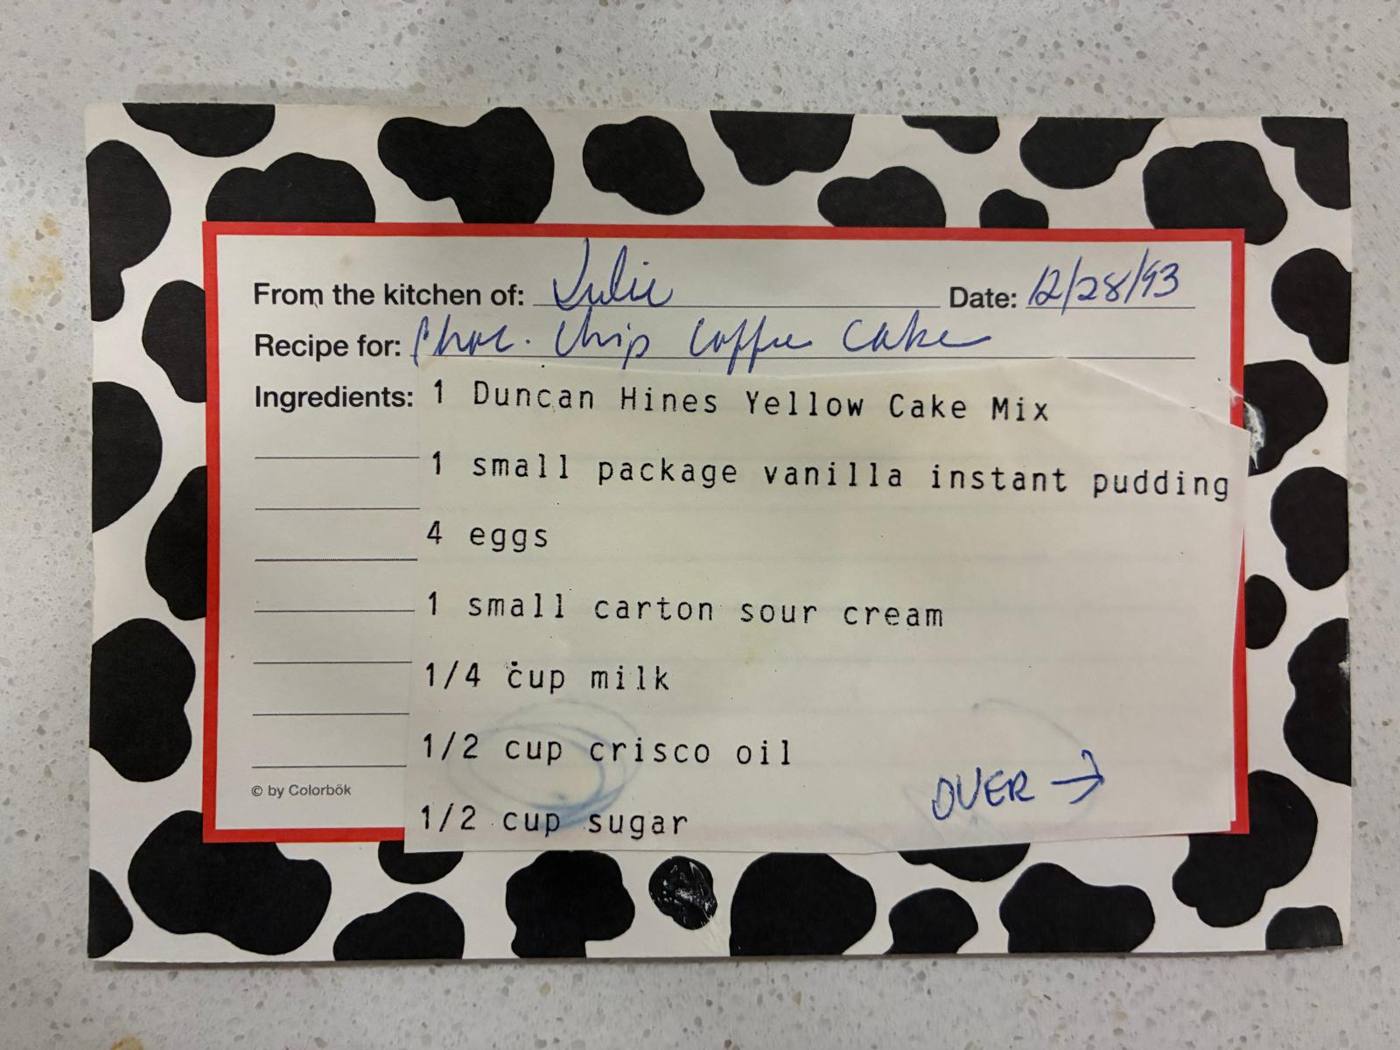 From the kitchen of: Julie Date: 12/28/93
Recipe for: Choc. Chip Coffee Cake
Ingredients: 1 Duncan Hines Yellow Cake Mix
1 small package vanilla instant pudding
4 eggs
1 small carton sour cream
1/4 cup milk
1/2 cup crisco oil
© by Colorbök
OVER →
1/2 cup sugar